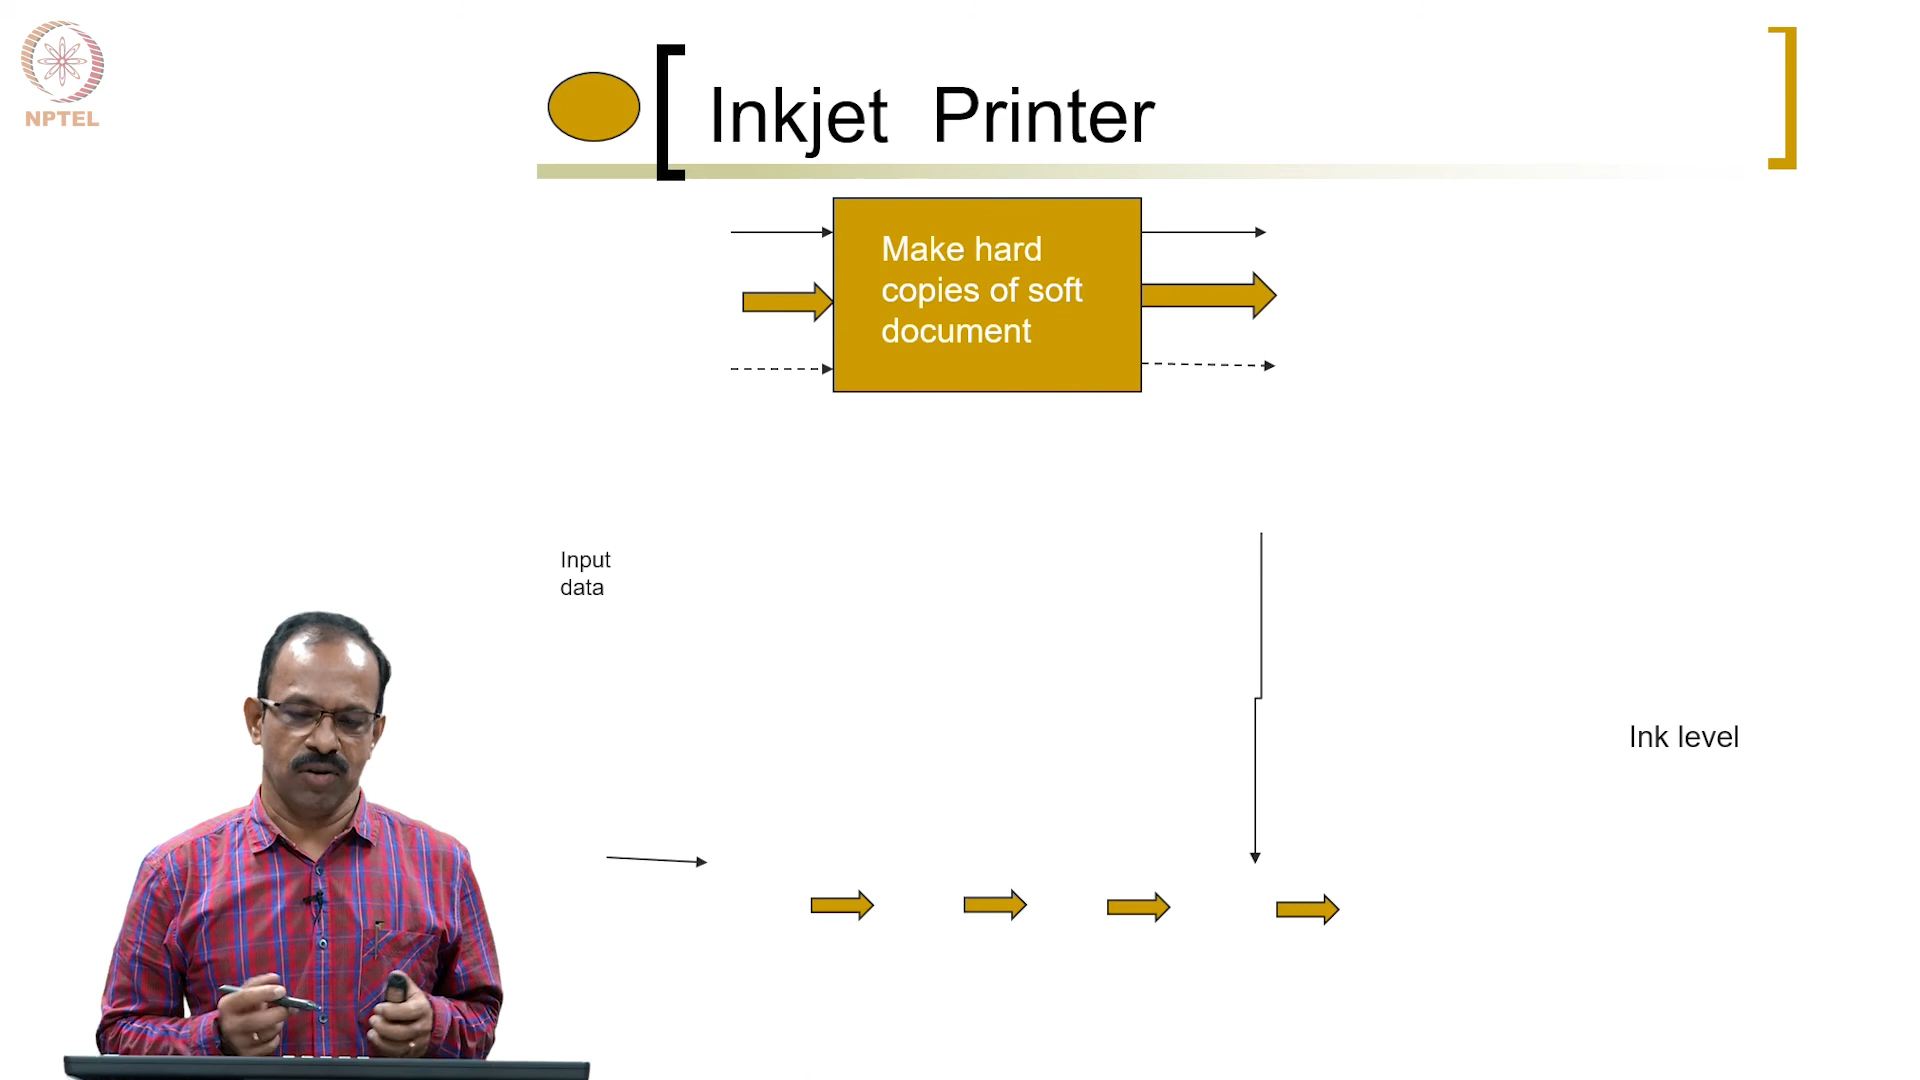 NPTEL
Inkjet Printer
Make hard
copies of soft
document
Input
data
Ink level